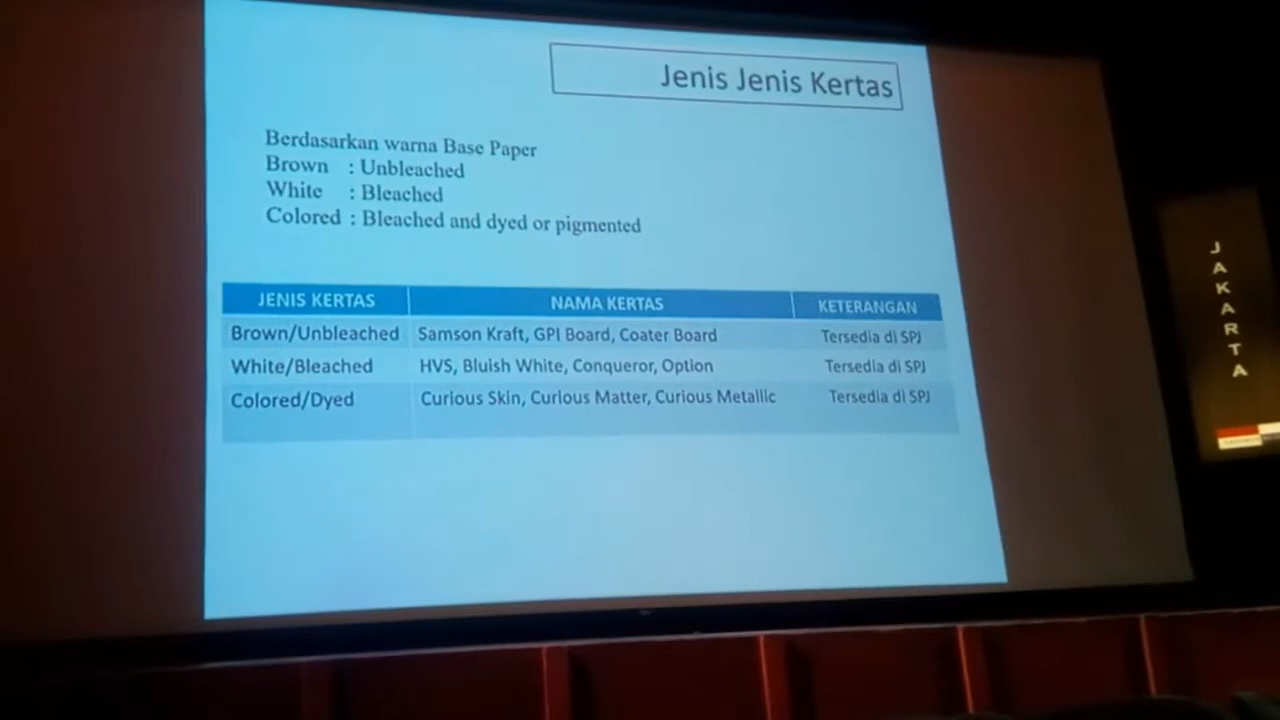 Jenis Jenis Kertas
Berdasarkan warna Base Paper
Brown : Unbleached
White : Bleached
Colored : Bleached and dyed or pigmented
JENIS KERTAS NAMA KERTAS KETERANGAN
Brown/Unbleached Samson Kraft, GPI Board, Coater Board Tersedia di SPJ
White/Bleached HVS, Bluish White, Conqueror, Option Tersedia di SPJ
Colored/Dyed Curious Skin, Curious Matter, Curious Metallic Tersedia di SPJ
JAKARTA